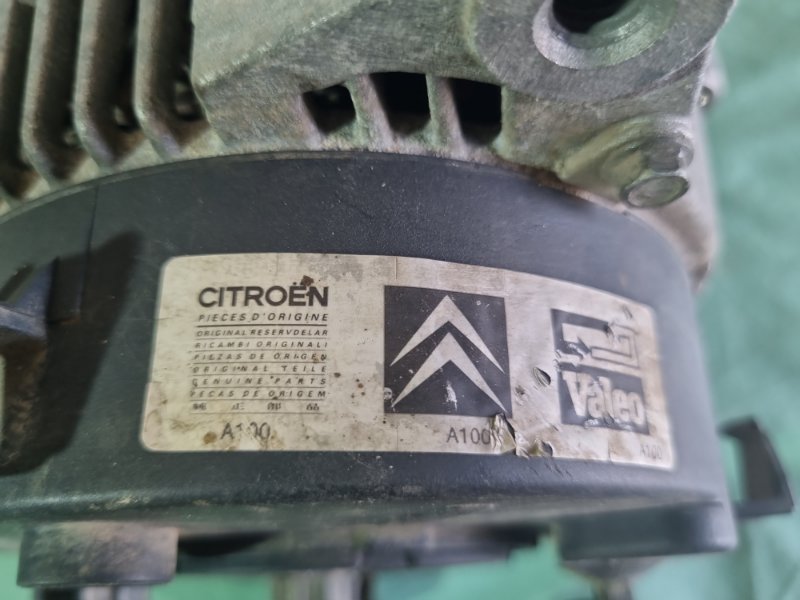 CITROËN
PIECES D'ORIGINE
ORIGINAL RESERVDELAR
RICAMBI ORIGINALI
PIEZAS DE ORIGEN
ORIGINAL TEILE
GENUINE PARTS
PEÇAS DE ORIGEM
A100
A100
Valeo
A100